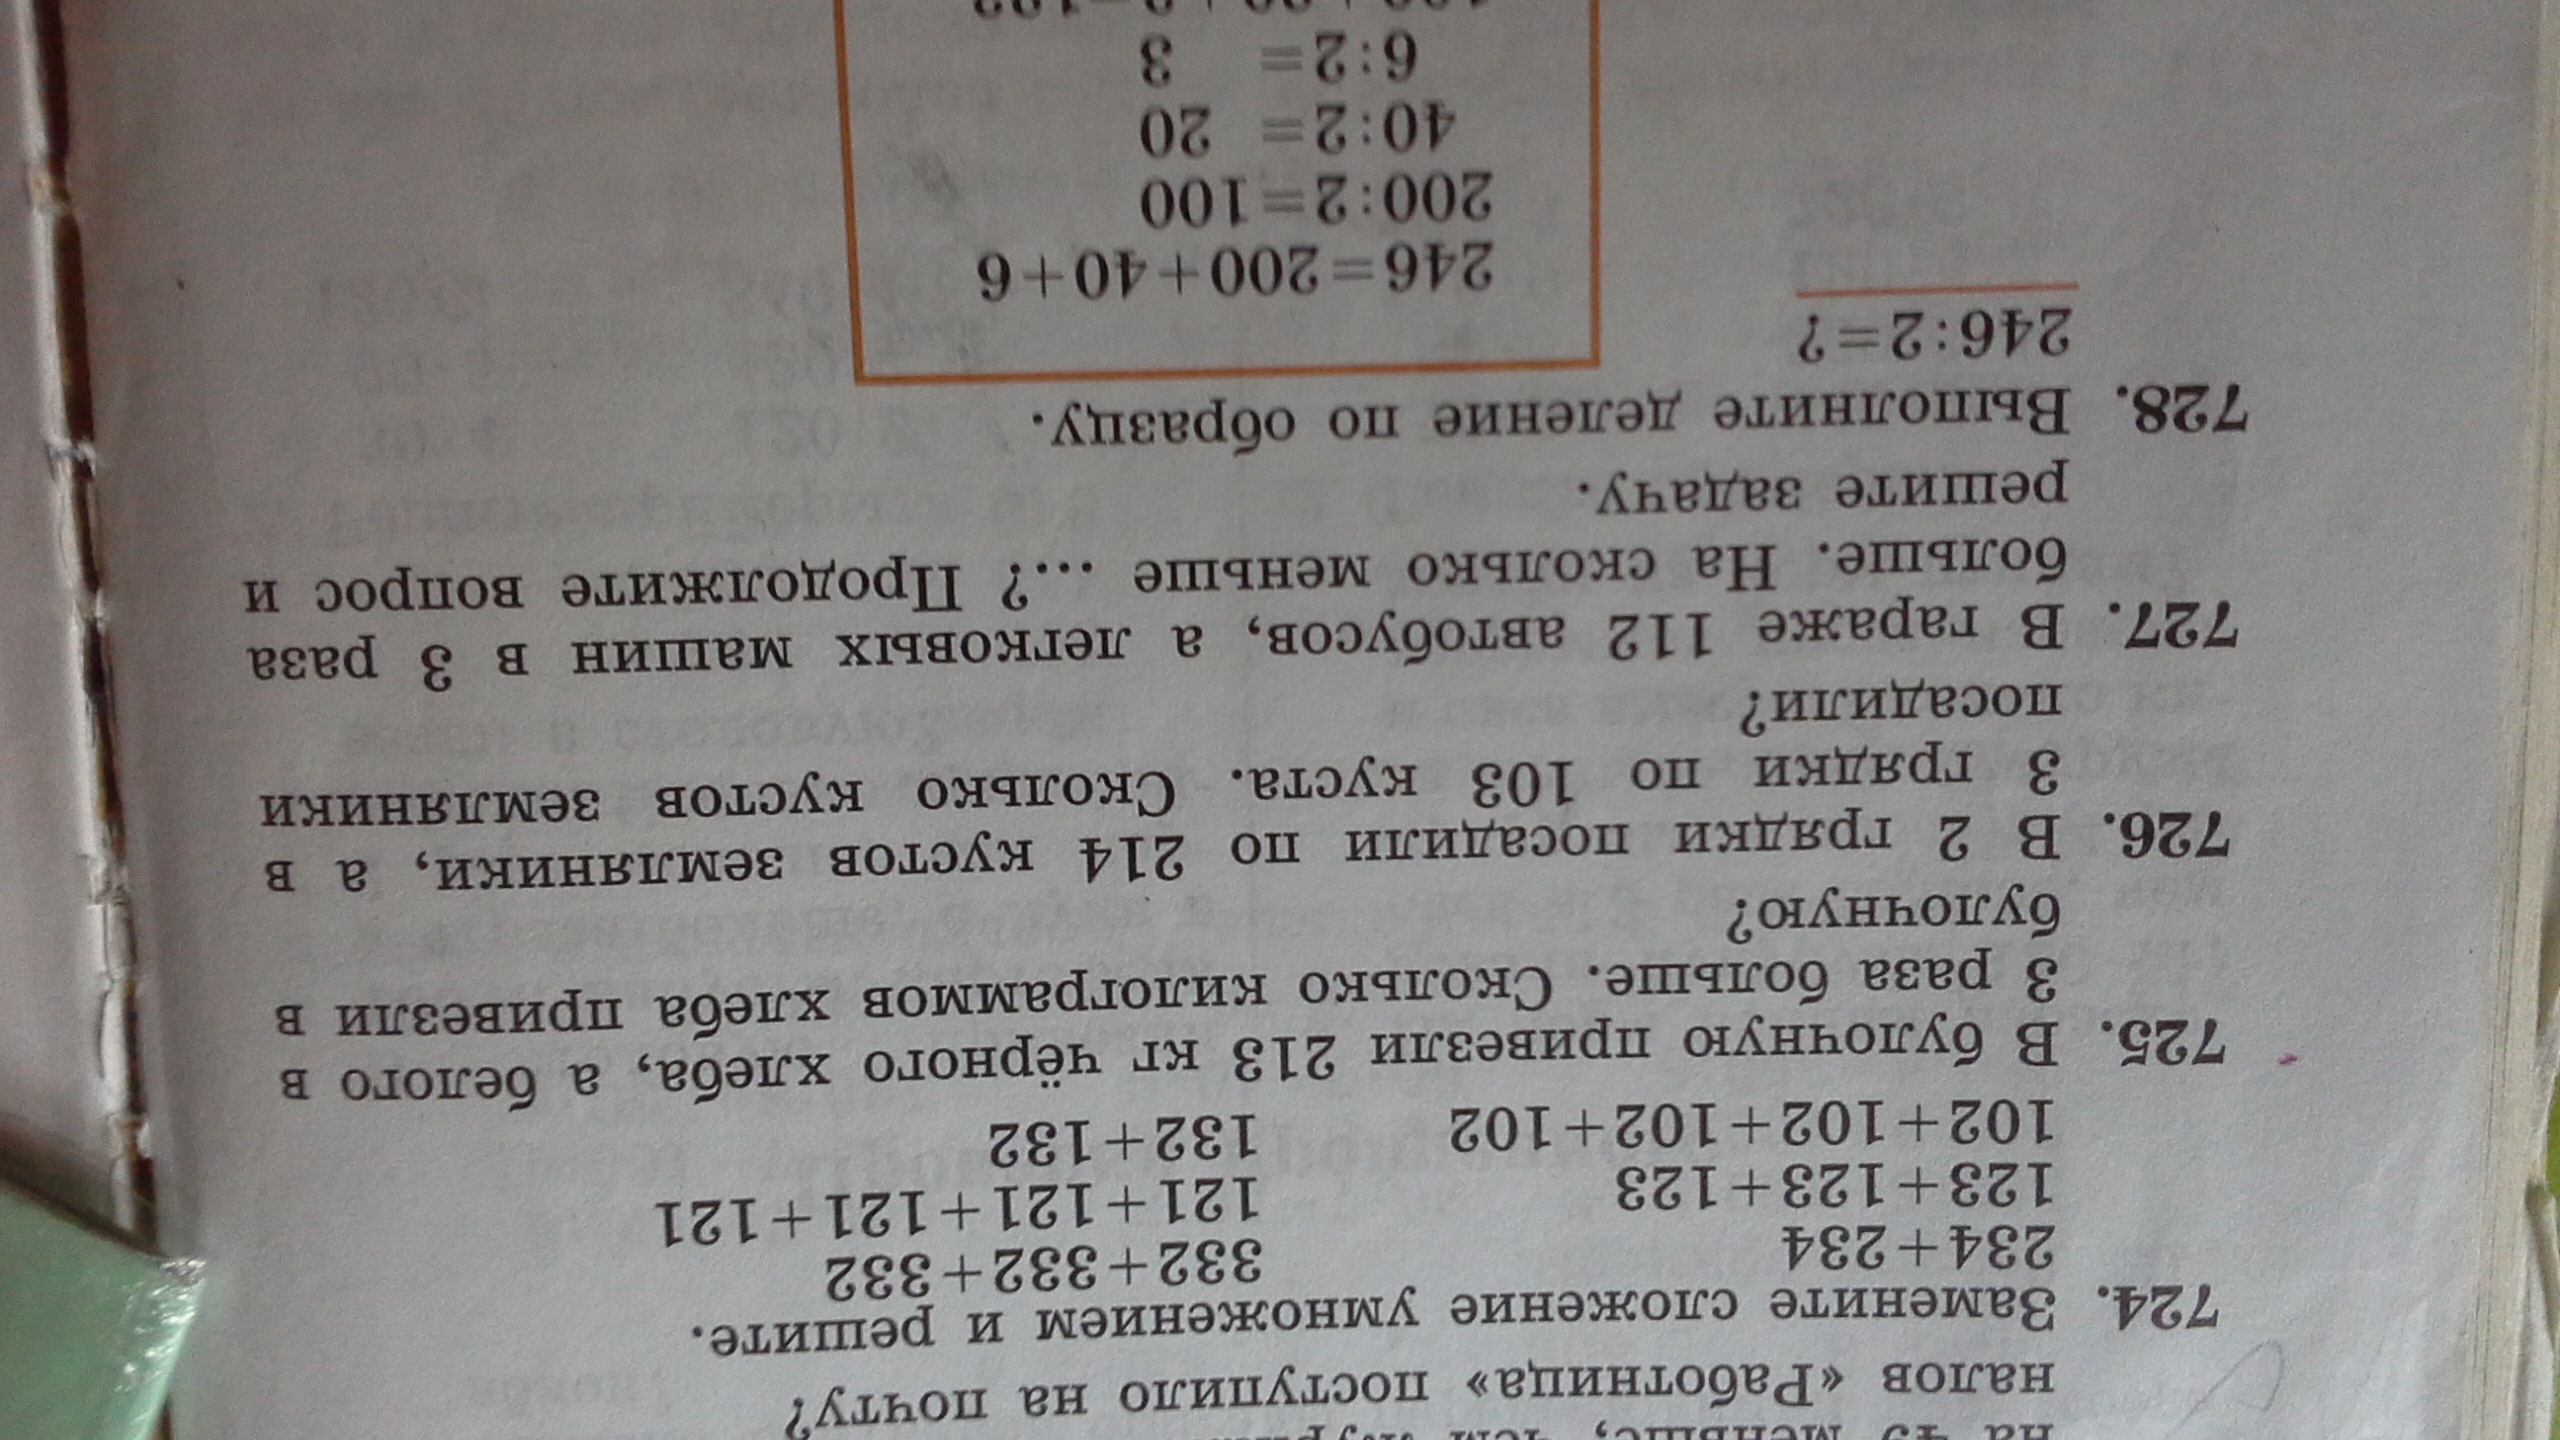 на 45 меньше, чем
налов «Работница» поступило на почту?
724. Замените сложение умножением и решите.
234+234 332+332+332
123+123+123 121+121+121+121
102+102+102+102 132+132
725. В булочную привезли 213 кг чёрного хлеба, а белого в
3 раза больше. Сколько килограммов хлеба привезли в
булочную?
726. В 2 грядки посадили по 214 кустов земляники, а в
3 грядки по 103 куста. Сколько кустов земляники
посадили?
727. В гараже 112 автобусов, а легковых машин в 3 раза
больше. На сколько меньше ...? Продолжите вопрос и
решите задачу.
728. Выполните деление по образцу.
246:2=?
246=200+40+6
200:2=100
40:2= 20
6:2= 3